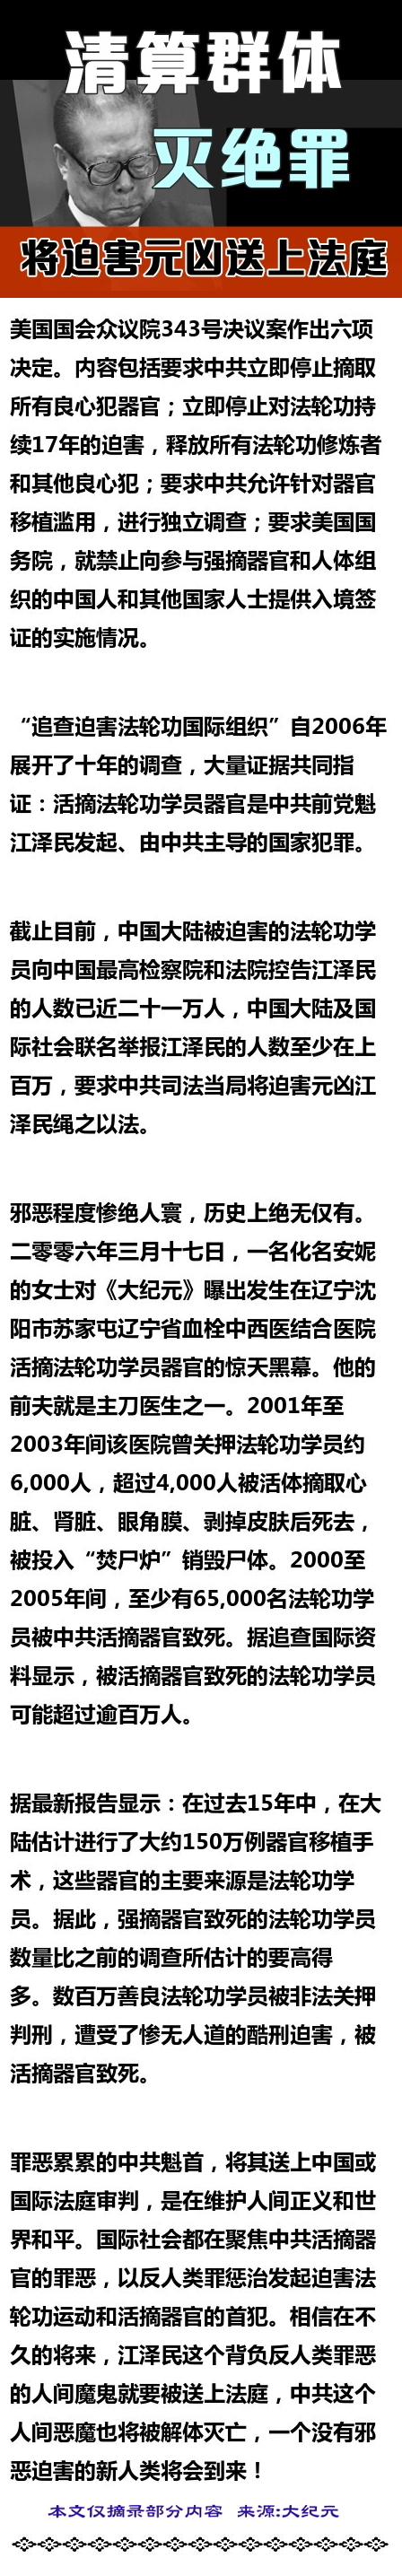 清算群体
灭绝罪
将迫害元凶送上法庭
美国国会众议院343号决议案作出六项
决定。内容包括要求中共立即停止摘取
所有良心犯器官；立即停止对法轮功持
续17年的迫害，释放所有法轮功修炼者
和其他良心犯；要求中共允许针对器官
移植滥用，进行独立调查；要求美国国
务院，就禁止向参与强摘器官和人体组
织的中国人和其他国家人士提供入境签
证的实施情况。
“追查迫害法轮功国际组织”自2006年
展开了十年的调查，大量证据共同指
证：活摘法轮功学员器官是中共前党魁
江泽民发起、由中共主导的国家犯罪。
截止目前，中国大陆被迫害的法轮功学
员向中国最高检察院和法院控告江泽民
的人数已近二十一万人，中国大陆及国
际社会联名举报江泽民的人数至少在上
百万，要求中共司法当局将迫害元凶江
泽民绳之以法。
邪恶程度惨绝人寰，历史上绝无仅有。
二零零六年三月十七日，一名化名安妮
的女士对《大纪元》曝出发生在辽宁沈
阳市苏家屯辽宁省血栓中西医结合医院
活摘法轮功学员器官的惊天黑幕。他的
前夫就是主刀医生之一。2001年至
2003年间该医院曾关押法轮功学员约
6,000人，超过4,000人被活体摘取心
脏、肾脏、眼角膜、剥掉皮肤后死去，
被投入“焚尸炉”销毁尸体。2000至
2005年间，至少有65,000名法轮功学
员被中共活摘器官致死。据追查国际资
料显示，被活摘器官致死的法轮功学员
可能超过逾百万人。
据最新报告显示：在过去15年中，在大
陆估计进行了大约150万例器官移植手
术，这些器官的主要来源是法轮功学
员。据此，强摘器官致死的法轮功学员
数量比之前的调查所估计的要高得
多。数百万善良法轮功学员被非法关押
判刑，遭受了惨无人道的酷刑迫害，被
活摘器官致死。
罪恶累累的中共魁首，将其送上中国或
国际法庭审判，是在维护人间正义和世
界和平。国际社会都在聚焦中共活摘器
官的罪恶，以反人类罪惩治发起迫害法
轮功运动和活摘器官的首犯。相信在不
久的将来，江泽民这个背负反人类罪恶
的人间魔鬼就要被送上法庭，中共这个
人间恶魔也将被解体灭亡，一个没有邪
恶迫害的新人类将会到来！
本文仅摘录部分内容 来源:大纪元